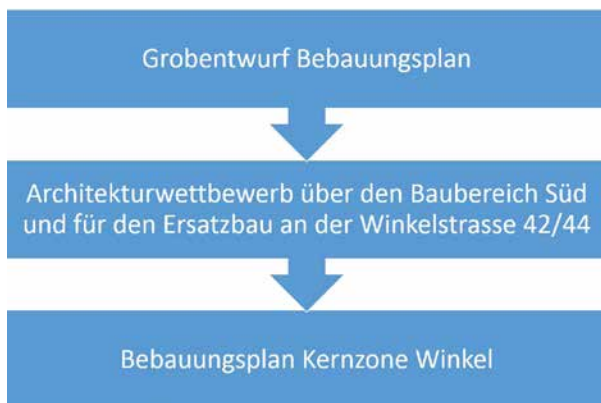 Grobentwurf Bebauungsplan
Architekturwettbewerb über den Baubereich Süd
und für den Ersatzbau an der Winkelstrasse 42/44
Bebauungsplan Kernzone Winkel